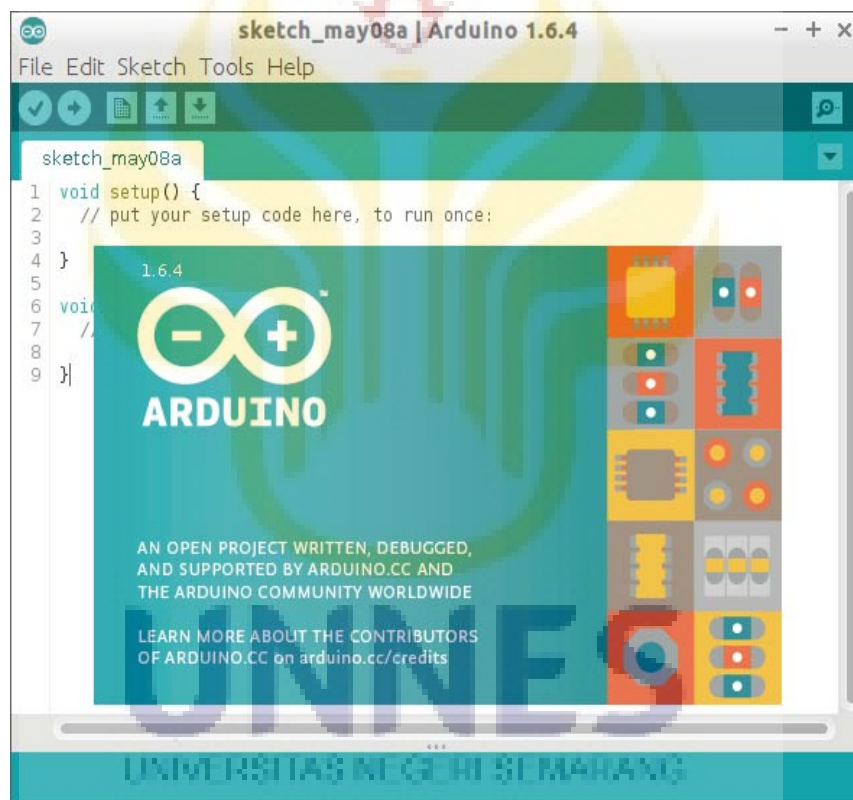 sketch_may08a | Arduino 1.6.4
File Edit Sketch Tools Help
sketch_may08a
1 void setup() {
2 // put your setup code here, to run once:
3
4 }
5
6 voi
7 //
8
9 }
1.6.4
ARDUINO
AN OPEN PROJECT WRITTEN, DEBUGGED,
AND SUPPORTED BY ARDUINO.CC AND
THE ARDUINO COMMUNITY WORLDWIDE
LEARN MORE ABOUT THE CONTRIBUTORS
OF ARDUINO.CC on arduino.cc/credits
UNNES
UNIVERSITAS NEGERI SEMARANG